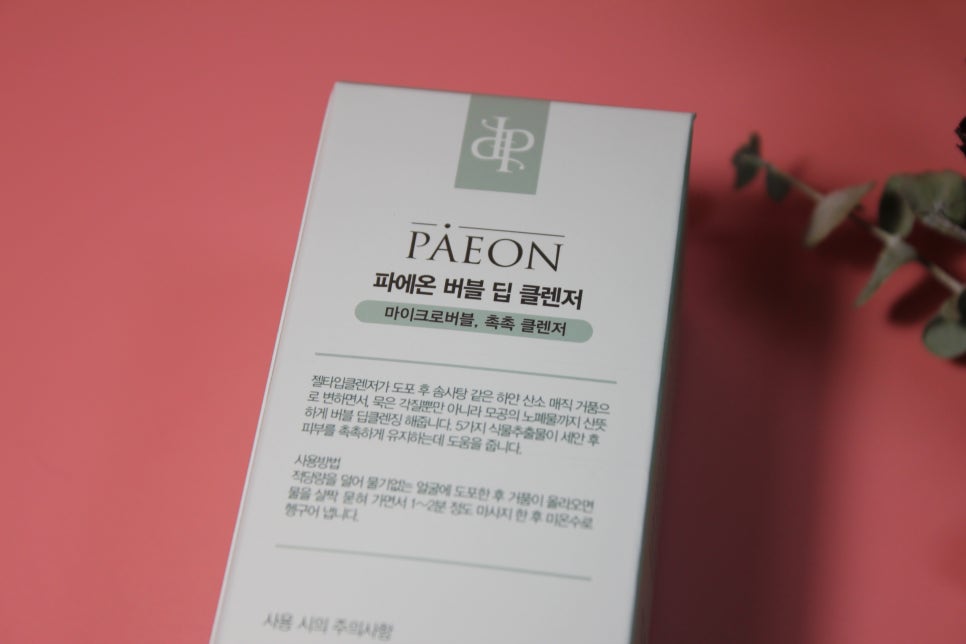 PAEON
파에온 버블 딥 클렌저
마이크로버블, 촉촉 클렌저
젤타입클렌저가 도포 후 솜사탕 같은 하얀 산소 매직 거품으
로 변하면서, 묵은 각질뿐만 아니라 모공의 노폐물까지 산뜻
하게 버블 딥클렌징 해줍니다. 5가지 식물추출물이 세안 후
피부를 촉촉하게 유지하는데 도움을 줍니다.
사용방법
적당량을 덜어 물기없는 얼굴에 도포한 후 거품이 올라오면
물을 살짝 묻혀 가면서 1~2분 정도 마사지 한 후 미온수로
헹구어 냅니다.
사용 시의 주의사항